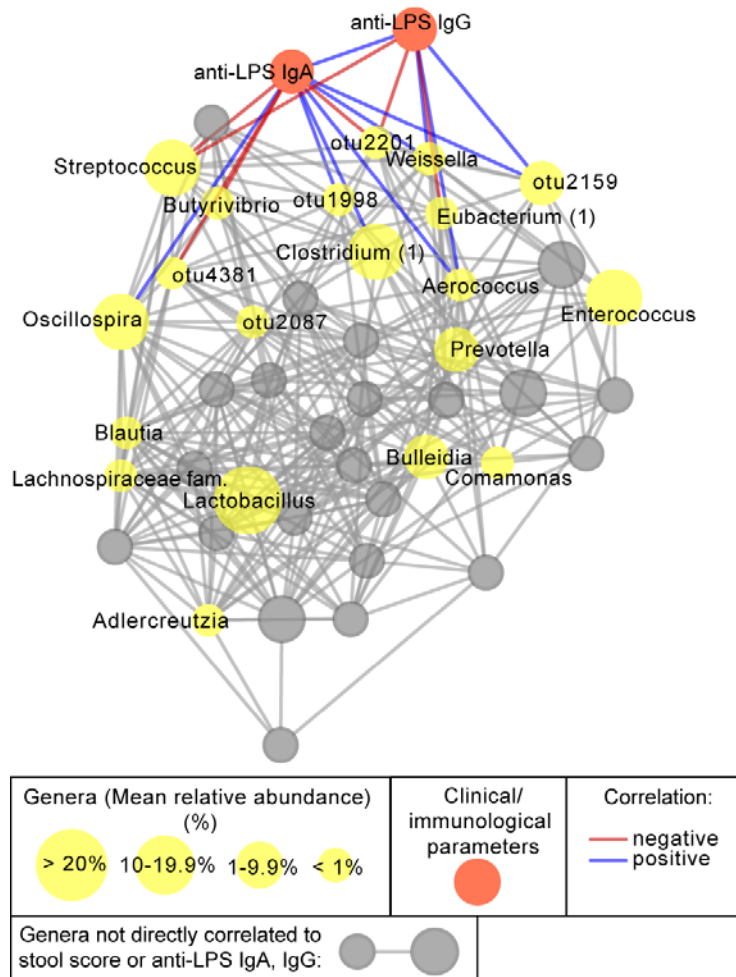 anti-LPS IgG
anti-LPS IgA
otu2201
Streptococcus
Weissella
otu2159
Butyrivibrio
otu1998
Eubacterium (1)
Clostridium (1)
otu4381
Aerococcus
Oscillospira
otu2087
Enterococcus
Prevotella
Blautia
Bulleidia
Lachnospiraceae fam.
Comamonas
Lactobacillus
Adlercreutzia
Genera (Mean relative abundance)
(%)
> 20%
10-19.9%
1-9.9%
< 1%
Clinical/
immunological
parameters
Correlation:
negative
positive
Genera not directly correlated to
stool score or anti-LPS IgA, IgG: